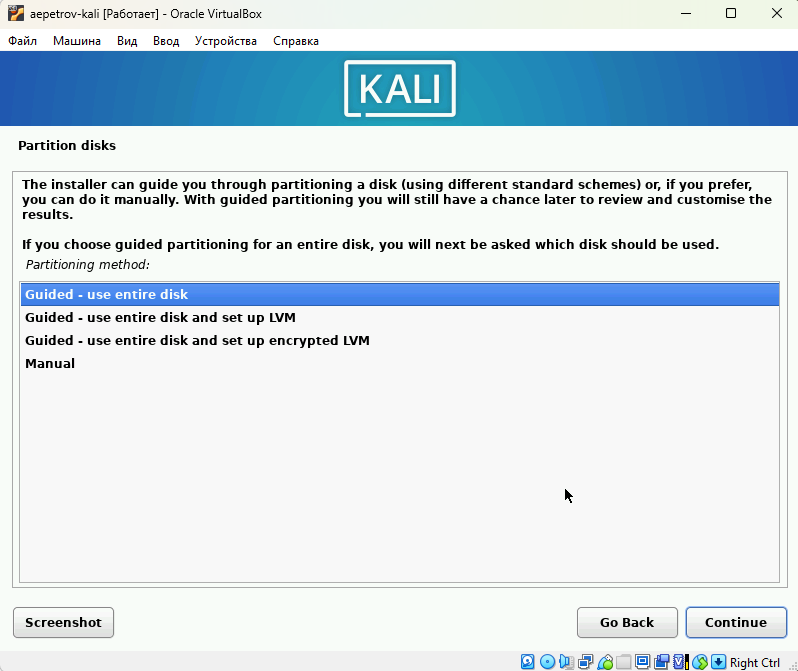 aepetrov-kali [Работает] - Oracle VirtualBox
Файл Машина Вид Ввод Устройства Справка
KALI
Partition disks
The installer can guide you through partitioning a disk (using different standard schemes) or, if you prefer,
you can do it manually. With guided partitioning you will still have a chance later to review and customise the
results.
If you choose guided partitioning for an entire disk, you will next be asked which disk should be used.
Partitioning method:
Guided - use entire disk
Guided - use entire disk and set up LVM
Guided - use entire disk and set up encrypted LVM
Manual
Screenshot Go Back Continue
Right Ctrl